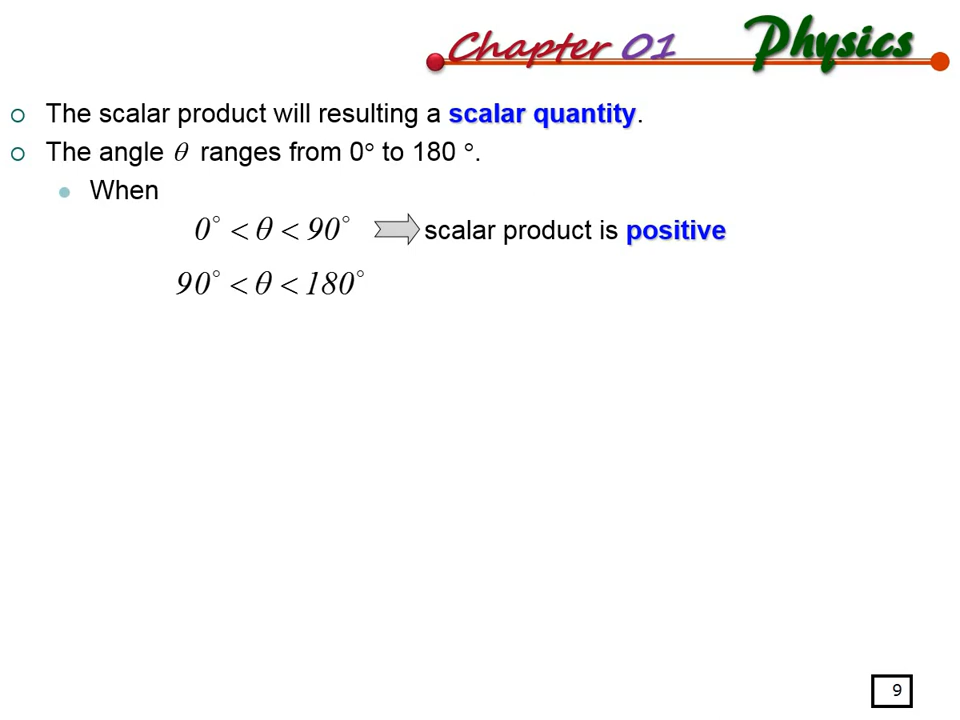 Chapter 01 Physics
The scalar product will resulting a scalar quantity.
The angle θ ranges from 0° to 180 °.
When
0° < θ < 90° scalar product is positive
90° < θ < 180°
9